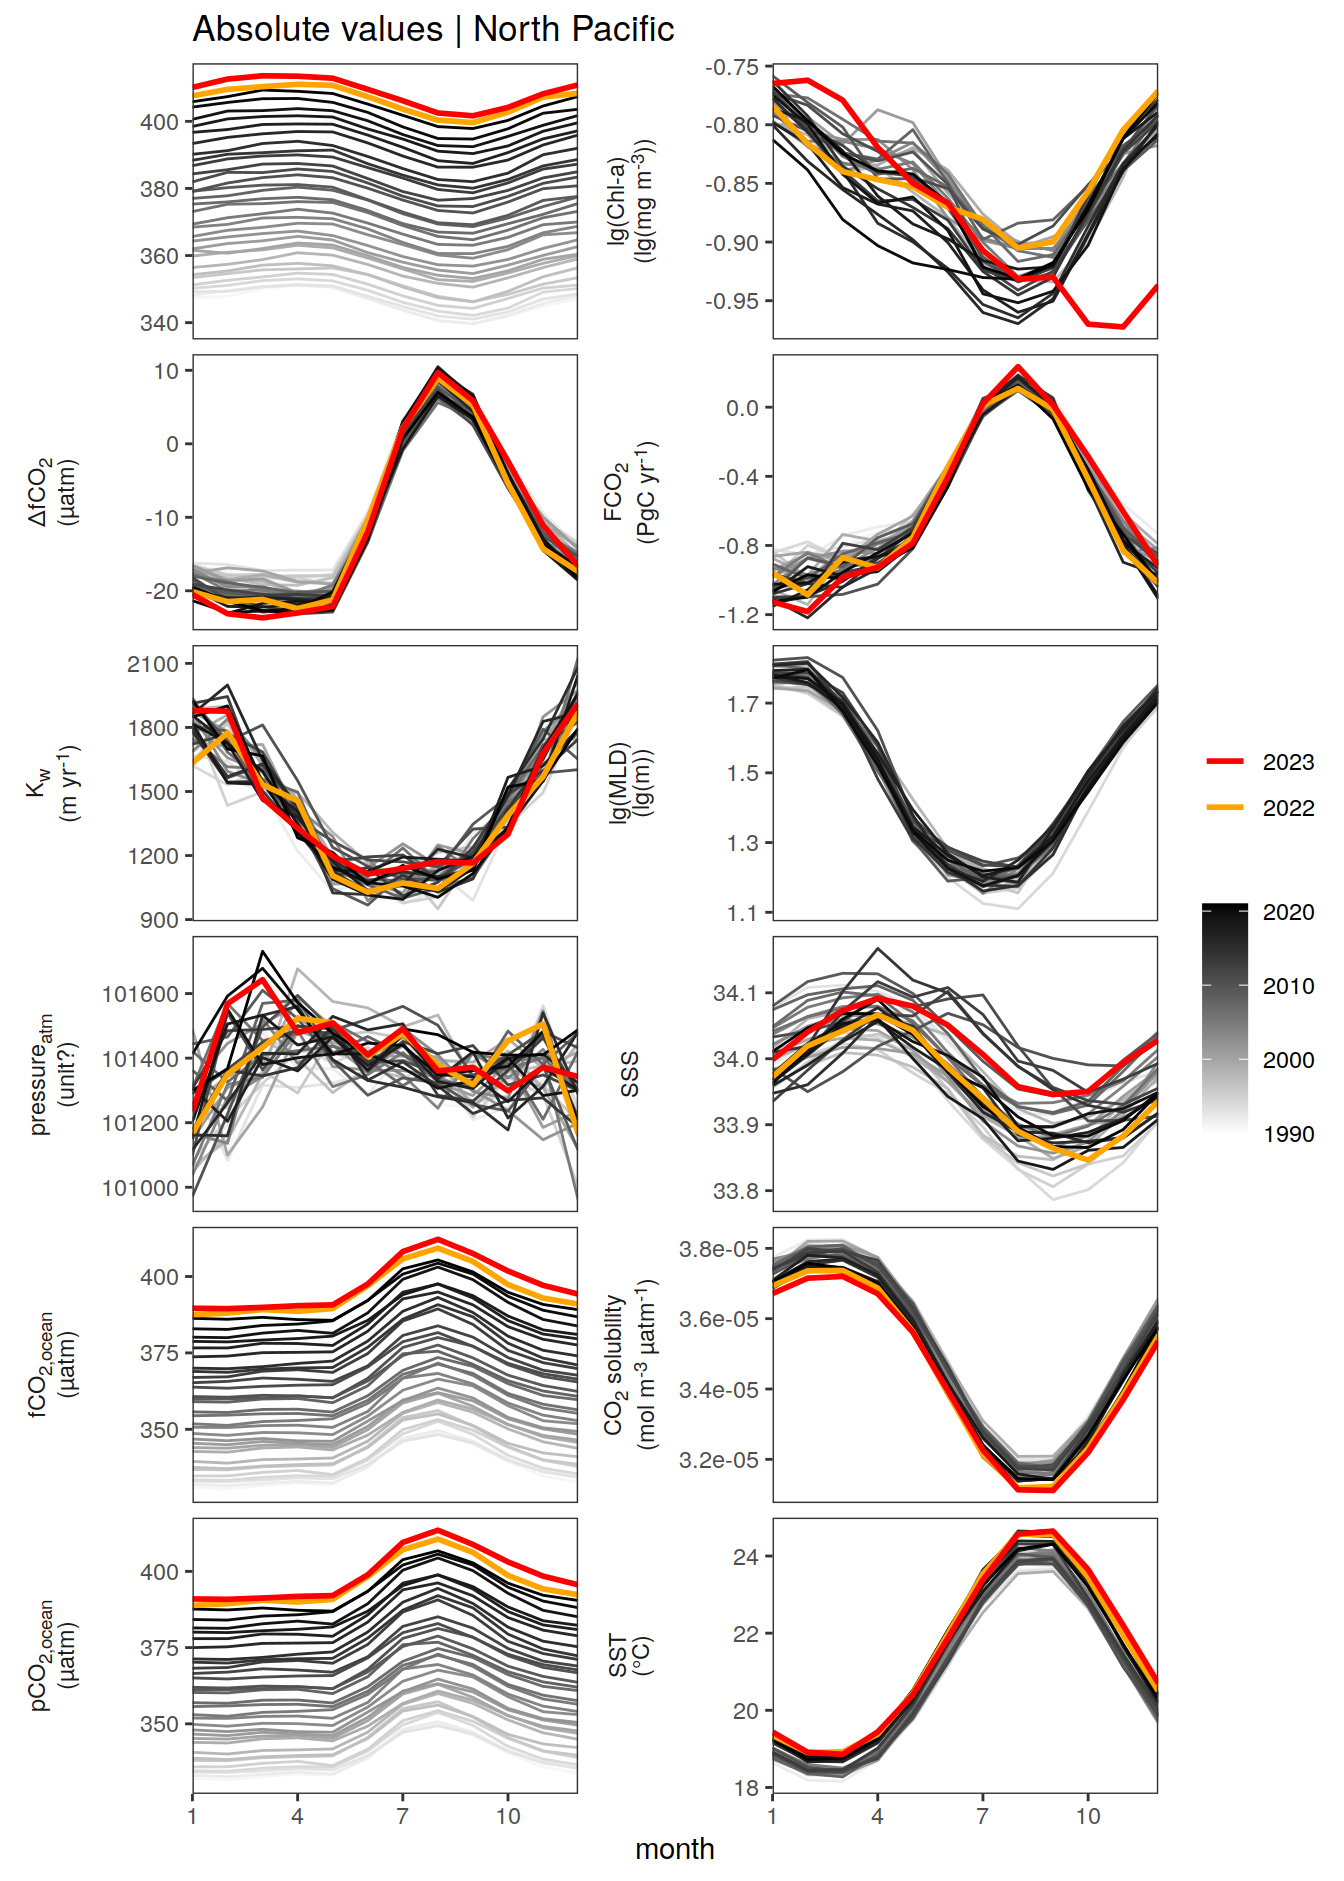 Absolute values | North Pacific
400
380
360
340
lg(Chl-a)
(lg(mg m⁻³))
-0.75
-0.80
-0.85
-0.90
-0.95
ΔfCO₂
(µatm)
10
0
-10
-20
FCO₂
(PgC yr⁻¹)
0.0
-0.4
-0.8
-1.2
Kw
(m yr⁻¹)
2100
1800
1500
1200
900
lg(MLD)
(lg(m))
1.7
1.5
1.3
1.1
pressureatm
(unit?)
101600
101400
101200
101000
SSS
34.1
34.0
33.9
33.8
fCO₂,ocean
(µatm)
400
375
350
CO₂ solubility
(mol m⁻³ µatm⁻¹)
3.8e-05
3.6e-05
3.4e-05
3.2e-05
pCO₂,ocean
(µatm)
400
375
350
SST
(°C)
24
22
20
18
1 4 7 10
1 4 7 10
month
2023
2022
2020
2010
2000
1990